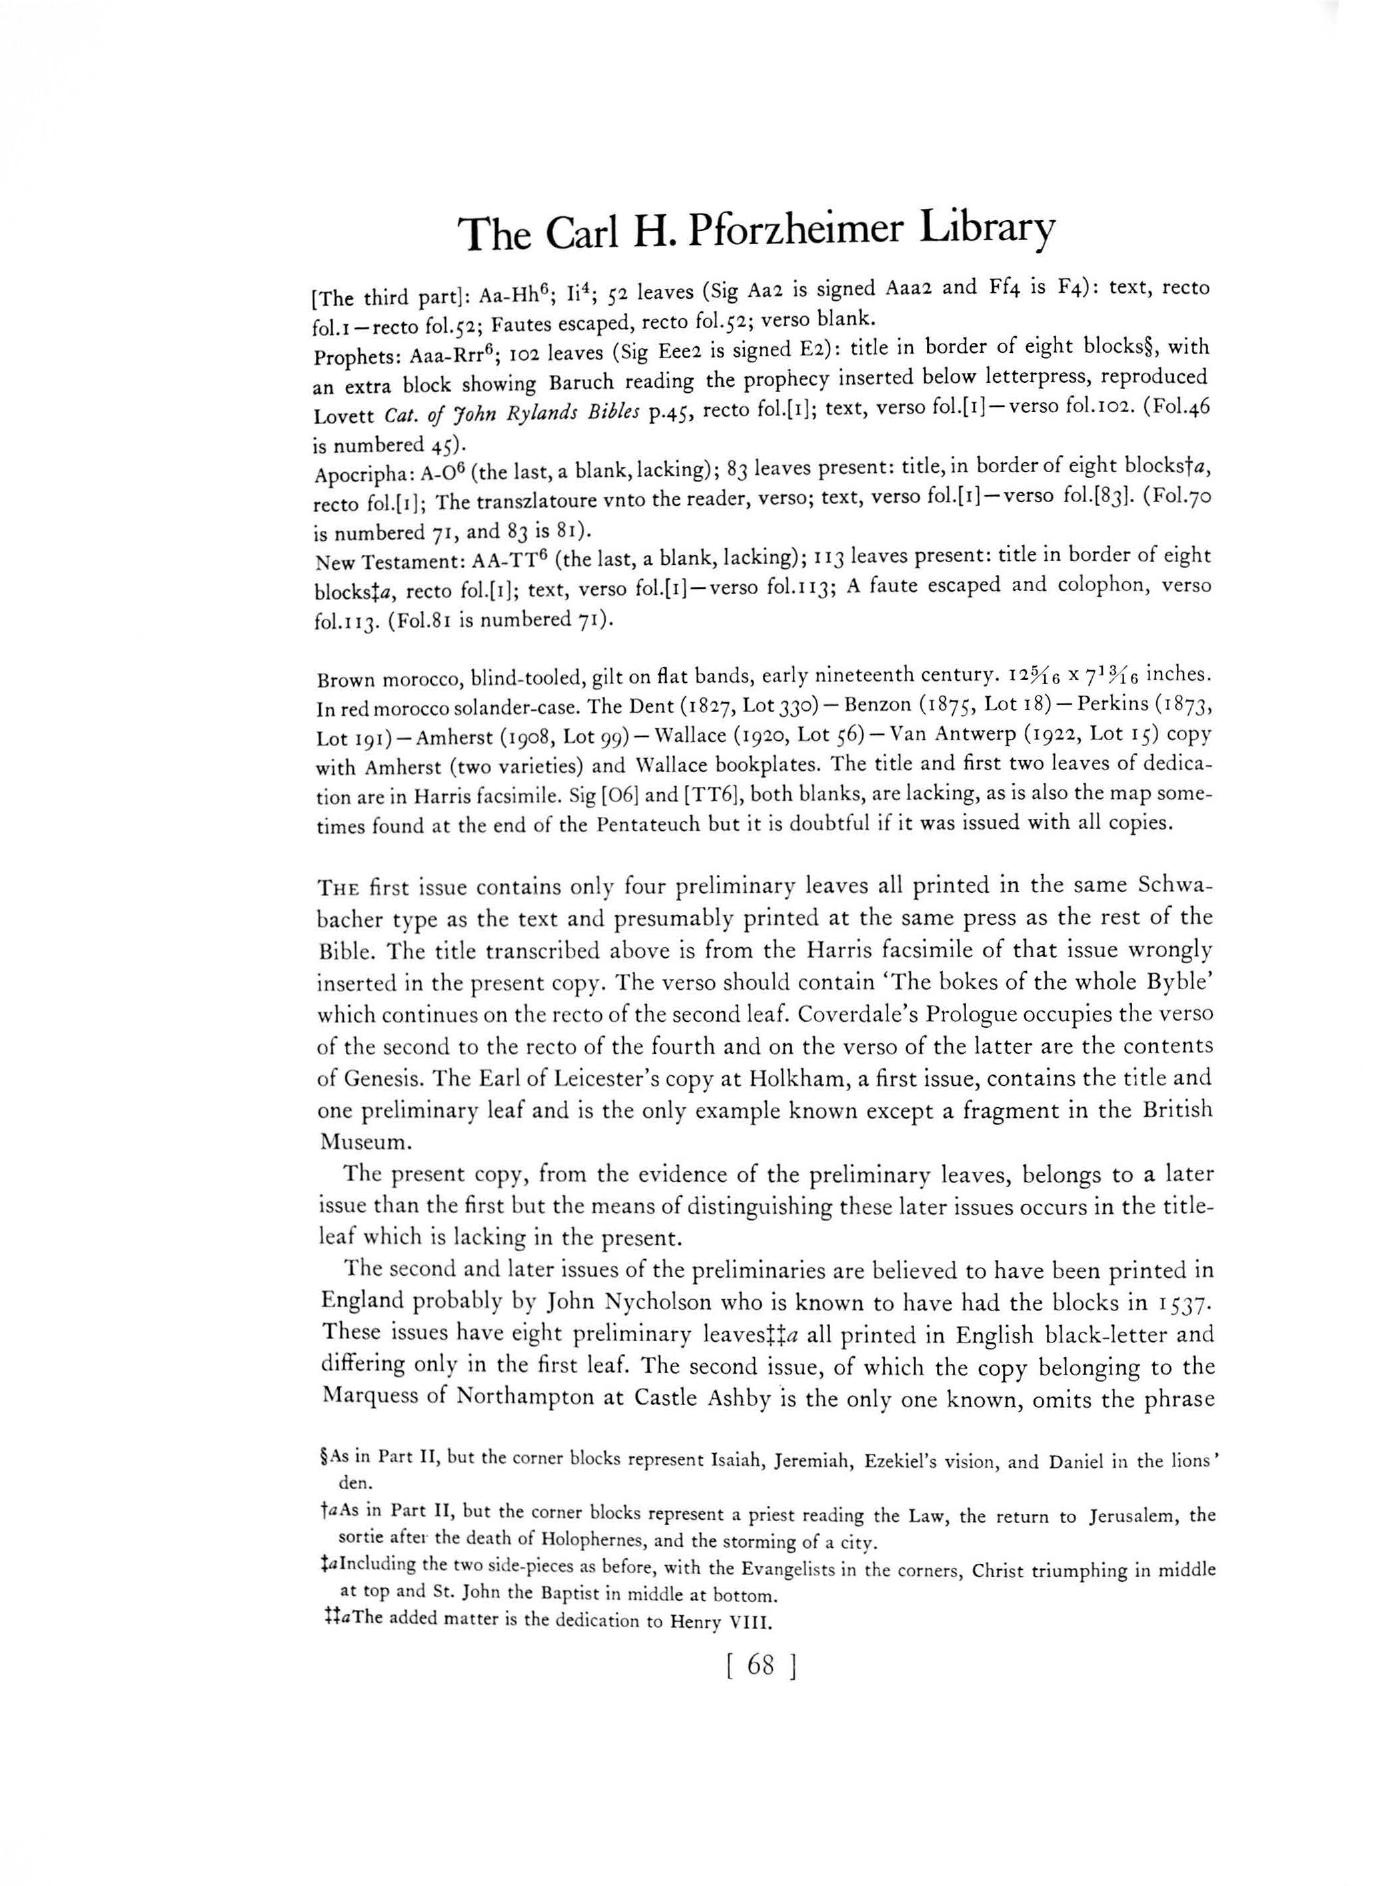 The Carl H. Pforzheimer Library
[The third part]: Aa-Hh⁶; Ii⁴; 52 leaves (Sig Aa2 is signed Aaa2 and Ff4 is F4): text, recto
fol.1—recto fol.52; Fautes escaped, recto fol.52; verso blank.
Prophets: Aaa-Rrr⁶; 102 leaves (Sig Eee2 is signed E2): title in border of eight blocks§, with
an extra block showing Baruch reading the prophecy inserted below letterpress, reproduced
Lovett Cat. of John Rylands Bibles p.45, recto fol.[1]; text, verso fol.[1]—verso fol.102. (Fol.46
is numbered 45).
Apocripha: A-O⁶ (the last, a blank, lacking); 83 leaves present: title, in border of eight blocks†a,
recto fol.[1]; The transzlatoure vnto the reader, verso; text, verso fol.[1]—verso fol.[83]. (Fol.70
is numbered 71, and 83 is 81).
New Testament: AA-TT⁶ (the last, a blank, lacking); 113 leaves present: title in border of eight
blocks‡a, recto fol.[1]; text, verso fol.[1]—verso fol.113; A faute escaped and colophon, verso
fol.113. (Fol.81 is numbered 71).
Brown morocco, blind-tooled, gilt on flat bands, early nineteenth century. 12 5/16 x 7 13/16 inches.
In red morocco solander-case. The Dent (1827, Lot 330)—Benzon (1875, Lot 18)—Perkins (1873,
Lot 191)—Amherst (1908, Lot 99)—Wallace (1920, Lot 56)—Van Antwerp (1922, Lot 15) copy
with Amherst (two varieties) and Wallace bookplates. The title and first two leaves of dedica-
tion are in Harris facsimile. Sig [O6] and [TT6], both blanks, are lacking, as is also the map some-
times found at the end of the Pentateuch but it is doubtful if it was issued with all copies.
THE first issue contains only four preliminary leaves all printed in the same Schwa-
bacher type as the text and presumably printed at the same press as the rest of the
Bible. The title transcribed above is from the Harris facsimile of that issue wrongly
inserted in the present copy. The verso should contain ‘The bokes of the whole Byble’
which continues on the recto of the second leaf. Coverdale's Prologue occupies the verso
of the second to the recto of the fourth and on the verso of the latter are the contents
of Genesis. The Earl of Leicester's copy at Holkham, a first issue, contains the title and
one preliminary leaf and is the only example known except a fragment in the British
Museum.
The present copy, from the evidence of the preliminary leaves, belongs to a later
issue than the first but the means of distinguishing these later issues occurs in the title-
leaf which is lacking in the present.
The second and later issues of the preliminaries are believed to have been printed in
England probably by John Nycholson who is known to have had the blocks in 1537.
These issues have eight preliminary leaves‡‡a all printed in English black-letter and
differing only in the first leaf. The second issue, of which the copy belonging to the
Marquess of Northampton at Castle Ashby is the only one known, omits the phrase
§As in Part II, but the corner blocks represent Isaiah, Jeremiah, Ezekiel's vision, and Daniel in the lions'
den.
†aAs in Part II, but the corner blocks represent a priest reading the Law, the return to Jerusalem, the
sortie after the death of Holophernes, and the storming of a city.
‡aIncluding the two side-pieces as before, with the Evangelists in the corners, Christ triumphing in middle
at top and St. John the Baptist in middle at bottom.
‡‡aThe added matter is the dedication to Henry VIII.
[ 68 ]